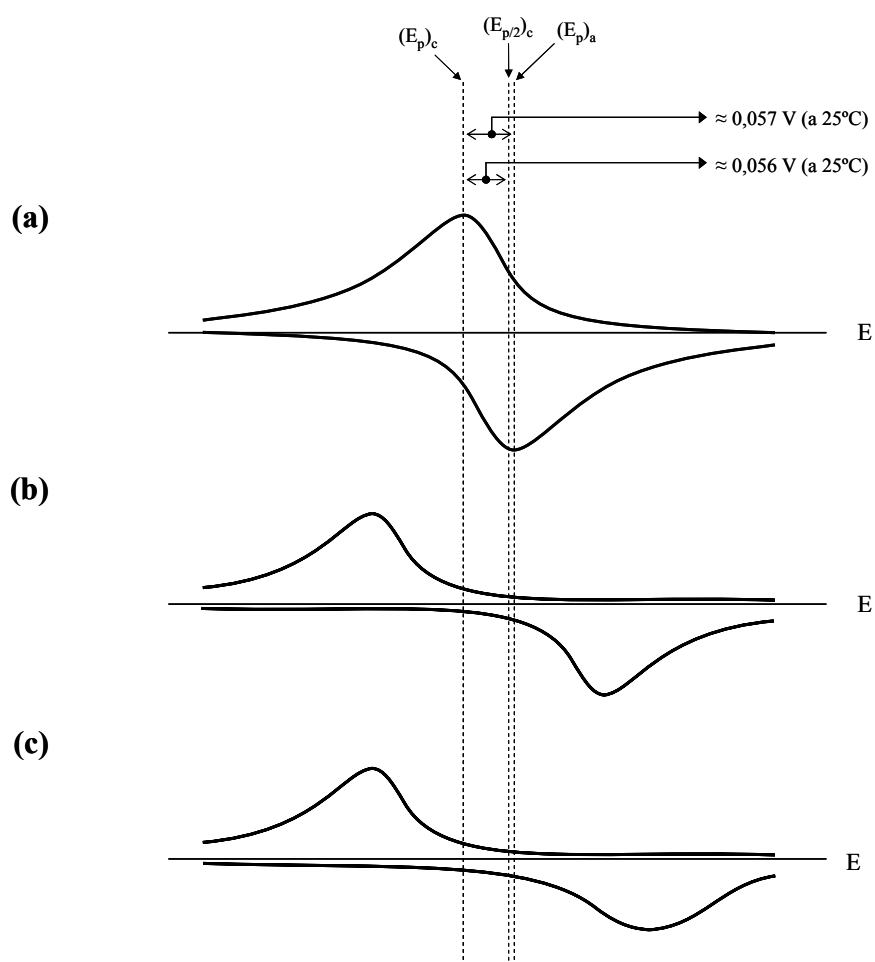 (E_p)_c
(E_p/2)_c
(E_p)_a
≈ 0,057 V (a 25ºC)
≈ 0,056 V (a 25ºC)
(a)
E
(b)
E
(c)
E